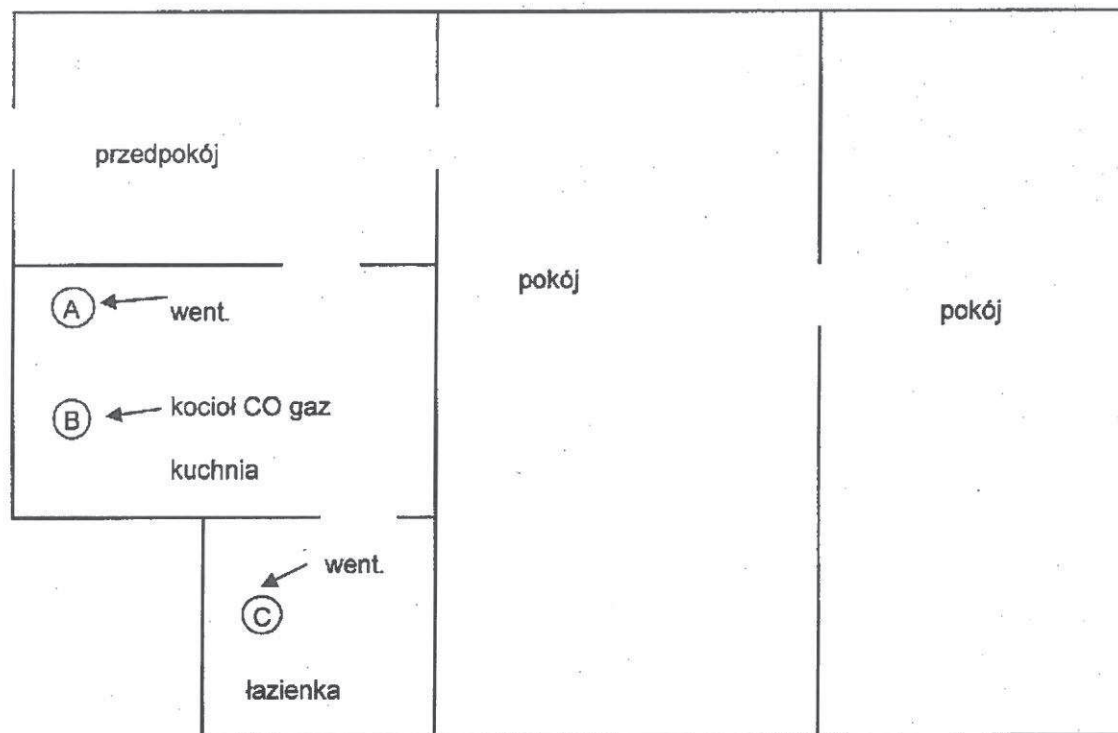 przedpokój
pokój
pokój
A
went.
B
kocioł CO gaz
kuchnia
went.
C
łazienka